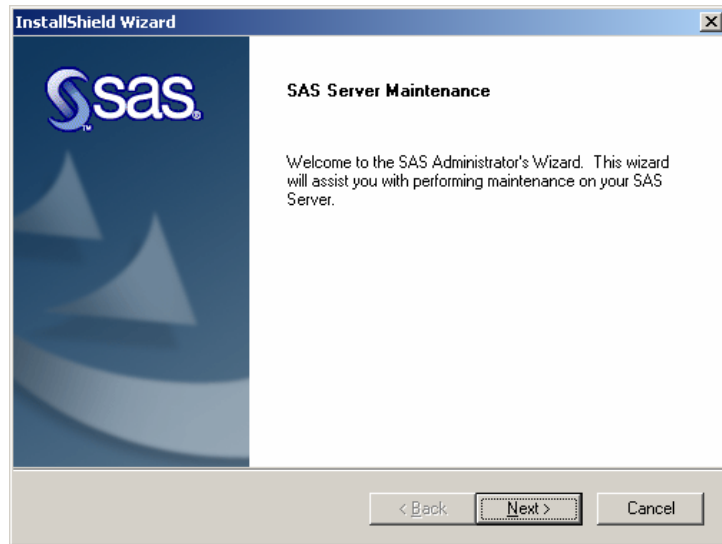 InstallShield Wizard
sas.
TM
SAS Server Maintenance
Welcome to the SAS Administrator's Wizard. This wizard
will assist you with performing maintenance on your SAS
Server.
< Back
Next >
Cancel